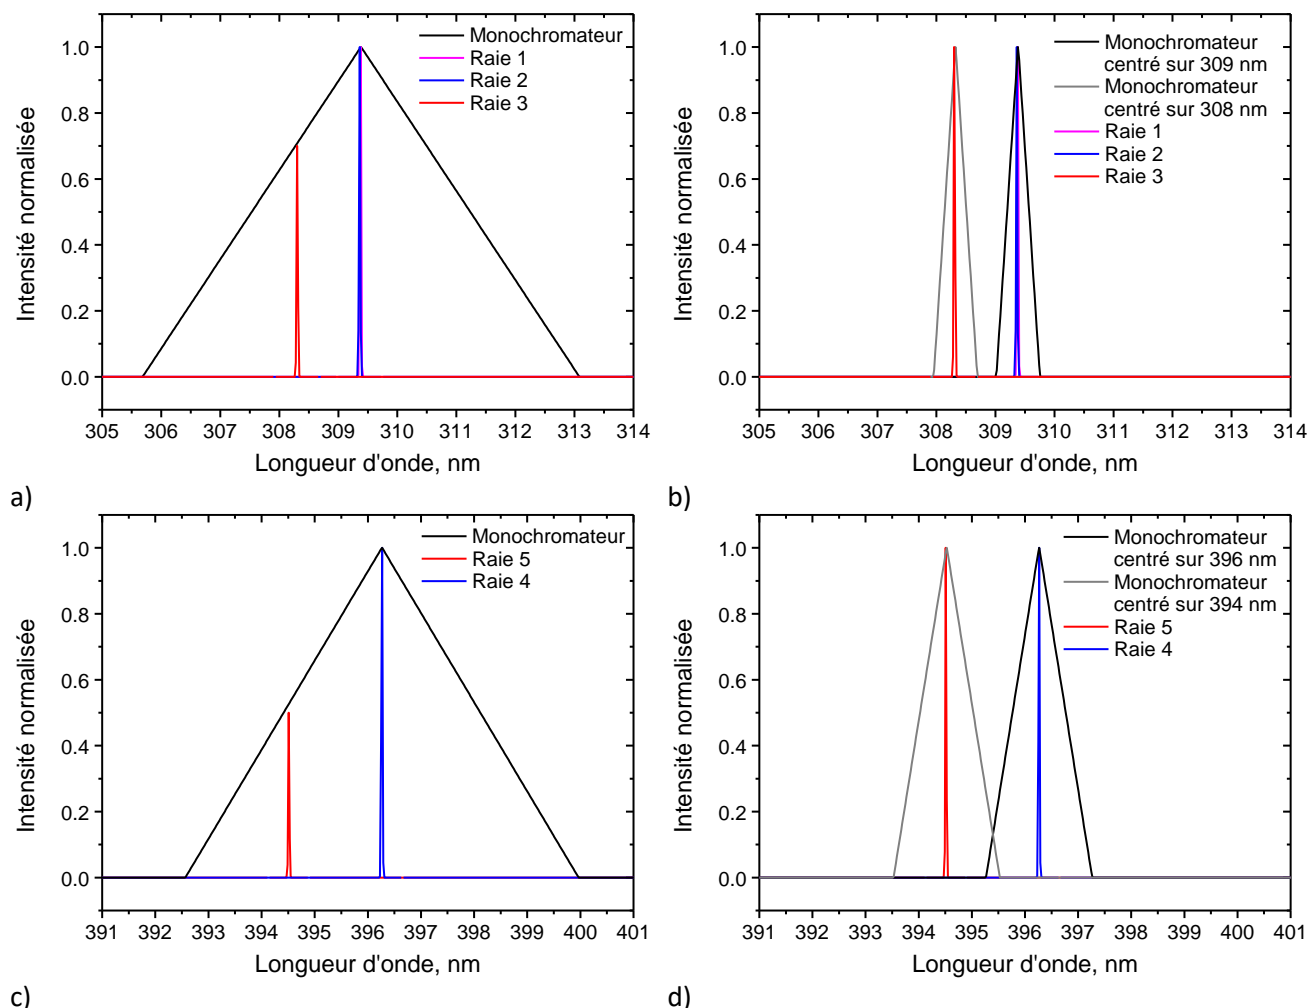 Monochromateur
Raie 1
Raie 2
Raie 3
1.0
0.8
0.6
0.4
0.2
0.0
Intensité normalisée
305 306 307 308 309 310 311 312 313 314
Longueur d'onde, nm
a)
Monochromateur
centré sur 309 nm
Monochromateur
centré sur 308 nm
Raie 1
Raie 2
Raie 3
1.0
0.8
0.6
0.4
0.2
0.0
Intensité normalisée
305 306 307 308 309 310 311 312 313 314
Longueur d'onde, nm
b)
Monochromateur
Raie 5
Raie 4
1.0
0.8
0.6
0.4
0.2
0.0
Intensité normalisée
391 392 393 394 395 396 397 398 399 400 401
Longueur d'onde, nm
c)
Monochromateur
centré sur 396 nm
Monochromateur
centré sur 394 nm
Raie 5
Raie 4
1.0
0.8
0.6
0.4
0.2
0.0
Intensité normalisée
391 392 393 394 395 396 397 398 399 400 401
Longueur d'onde, nm
d)